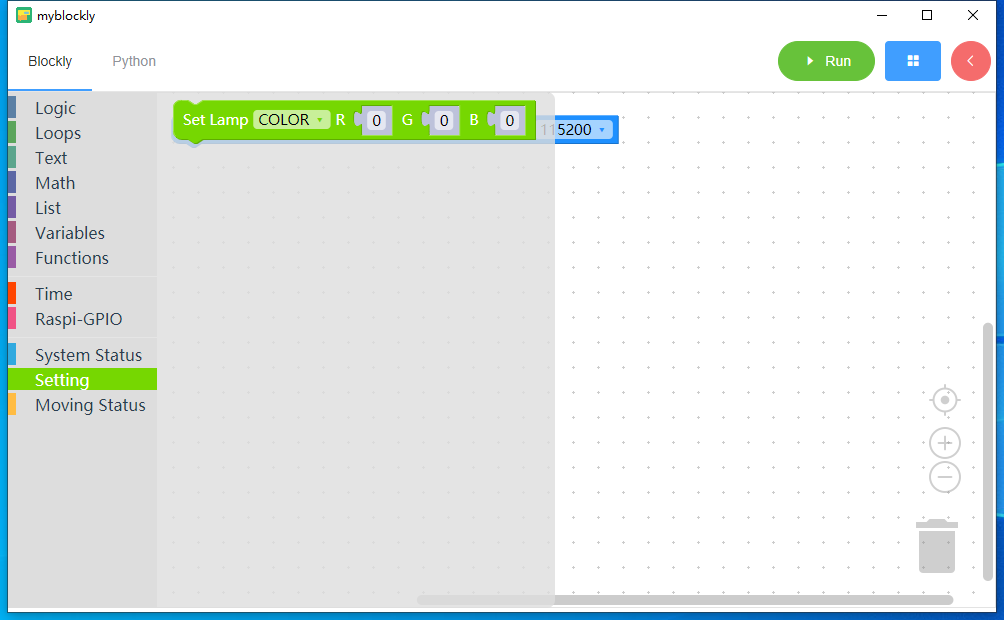 myblockly
Blockly Python Run
Set Lamp COLOR R 0 G 0 B 0
115200
Logic
Loops
Text
Math
List
Variables
Functions
Time
Raspi-GPIO
System Status
Setting
Moving Status